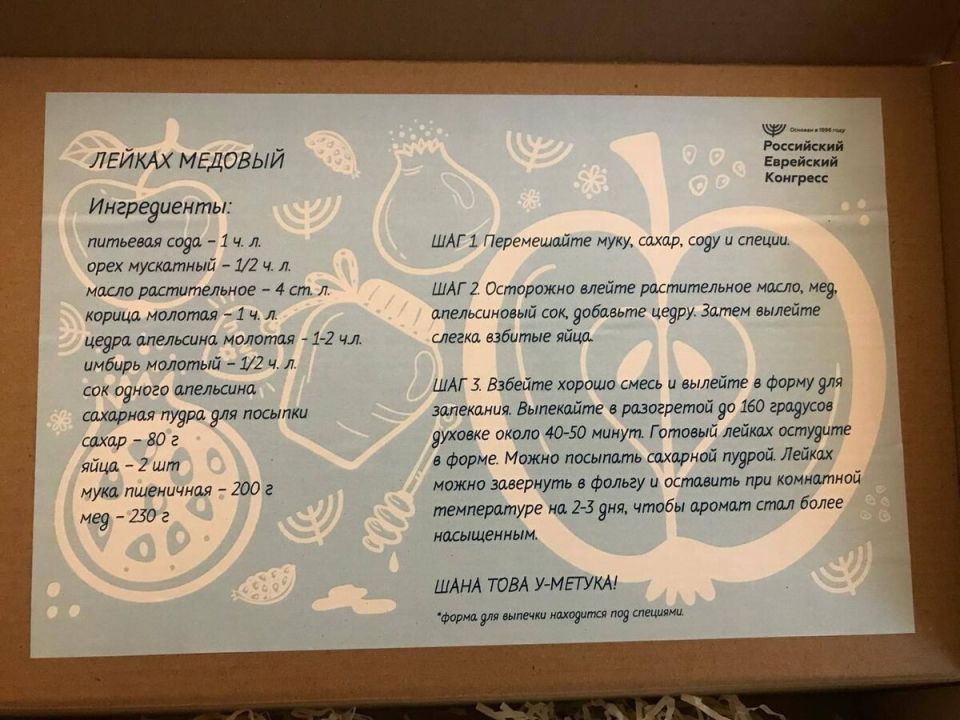 ЛЕЙКАХ МЕДОВЫЙ
Ингредиенты:
питьевая сода – 1 ч. л.
орех мускатный – 1/2 ч. л.
масло растительное – 4 ст. л.
корица молотая – 1 ч. л.
цедра апельсина молотая - 1-2 ч.л.
имбирь молотый – 1/2 ч. л.
сок одного апельсина
сахарная пудра для посыпки
сахар – 80 г
яйца – 2 шт
мука пшеничная – 200 г
мед – 230 г
Основан в 1996 году
Российский
Еврейский
Конгресс
ШАГ 1. Перемешайте муку, сахар, соду и специи.
ШАГ 2. Осторожно влейте растительное масло, мед,
апельсиновый сок, добавьте цедру. Затем вылейте
слегка взбитые яйца.
ШАГ 3. Взбейте хорошо смесь и вылейте в форму для
запекания. Выпекайте в разогретой до 160 градусов
духовке около 40-50 минут. Готовый лейках остудите
в форме. Можно посыпать сахарной пудрой. Лейках
можно завернуть в фольгу и оставить при комнатной
температуре на 2-3 дня, чтобы аромат стал более
насыщенным.
ШАНА ТОВА У-МЕТУКА!
*форма для выпечки находится под специями.